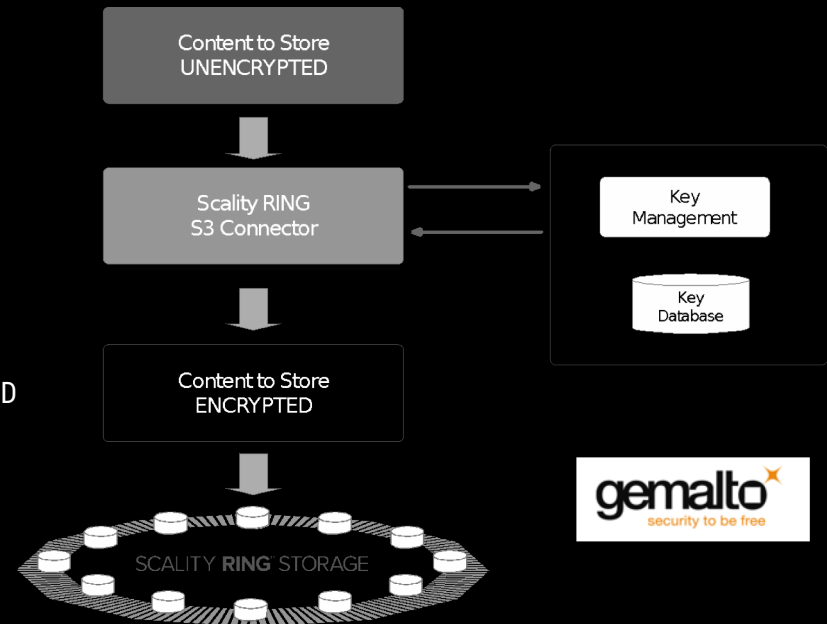 Content to Store
UNENCRYPTED
Scality RING
S3 Connector
Key
Management
Key
Database
Content to Store
ENCRYPTED
D
gemalto
security to be free
SCALITY RING™ STORAGE